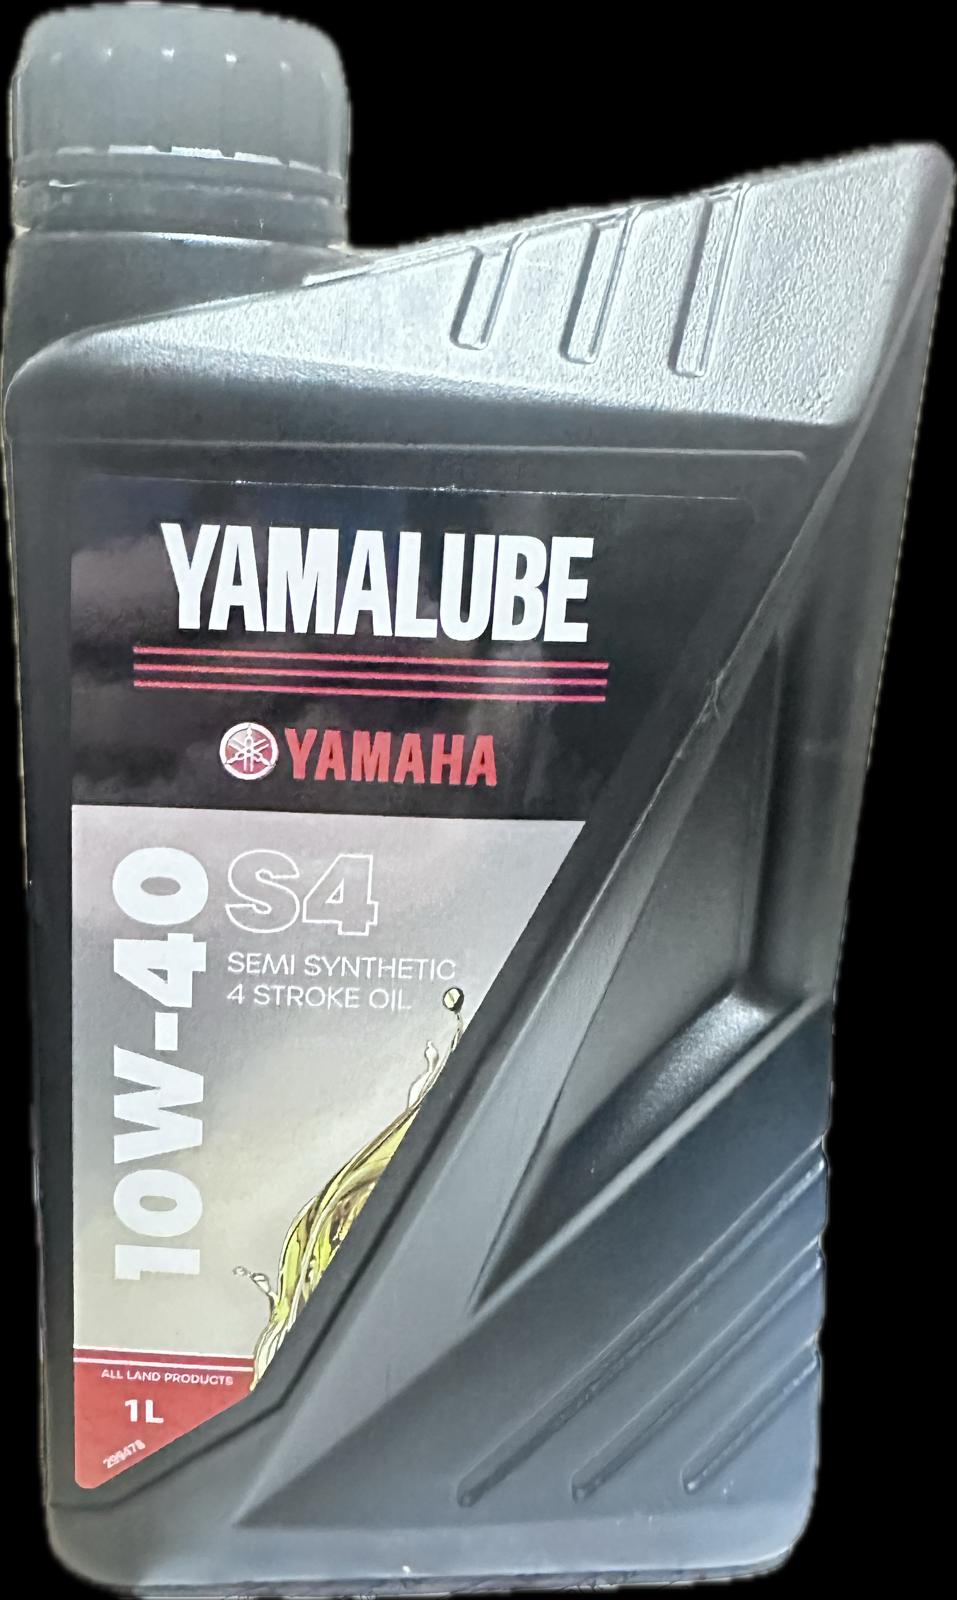 YAMALUBE
YAMAHA
10W-40
S4
SEMI SYNTHETIC
4 STROKE OIL
ALL LAND PRODUCTS
1L